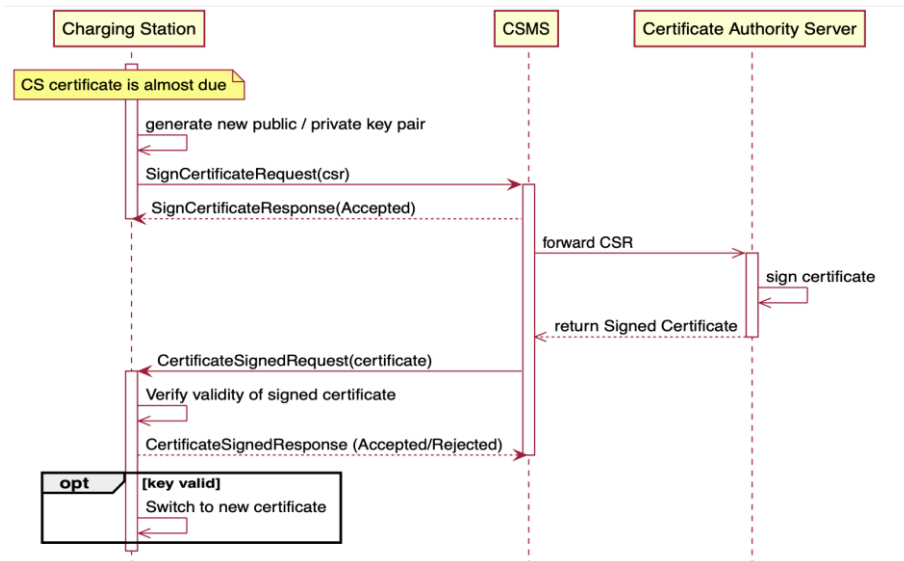 Charging Station
CSMS
Certificate Authority Server
CS certificate is almost due
generate new public / private key pair
SignCertificateRequest(csr)
SignCertificateResponse(Accepted)
forward CSR
sign certificate
return Signed Certificate
CertificateSignedRequest(certificate)
Verify validity of signed certificate
CertificateSignedResponse (Accepted/Rejected)
opt
[key valid]
Switch to new certificate